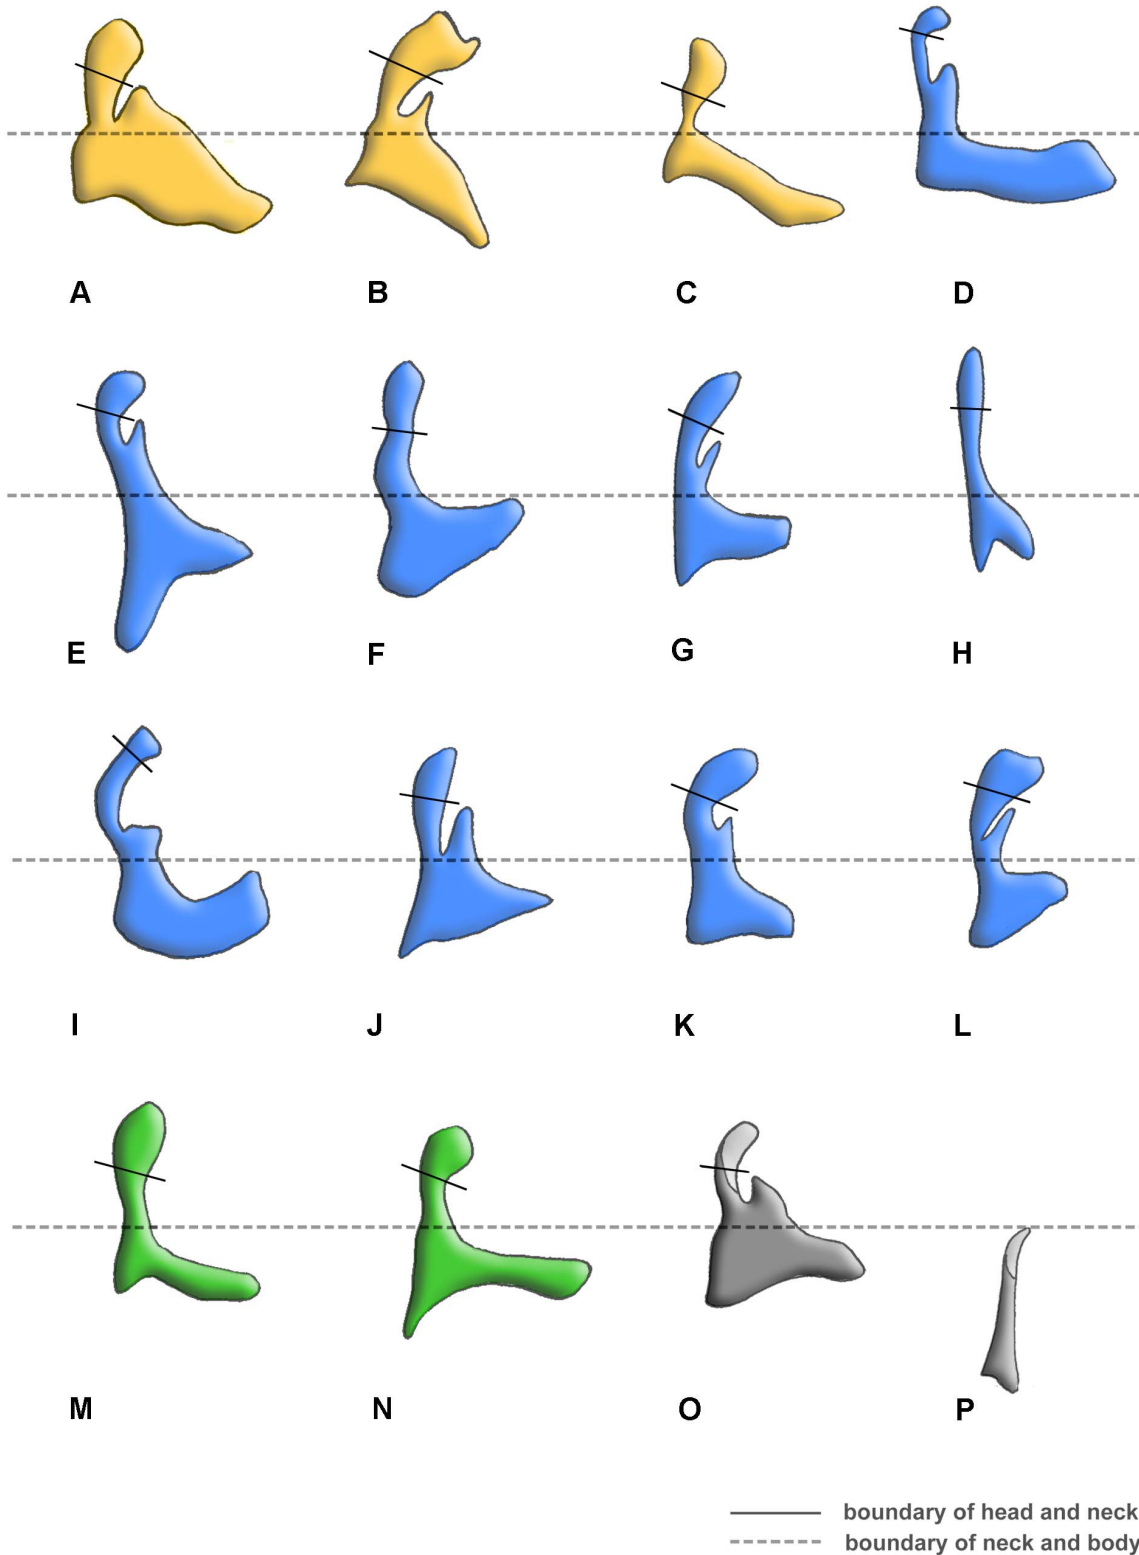 A B C D
E F G H
I J K L
M N O P
boundary of head and neck
boundary of neck and body